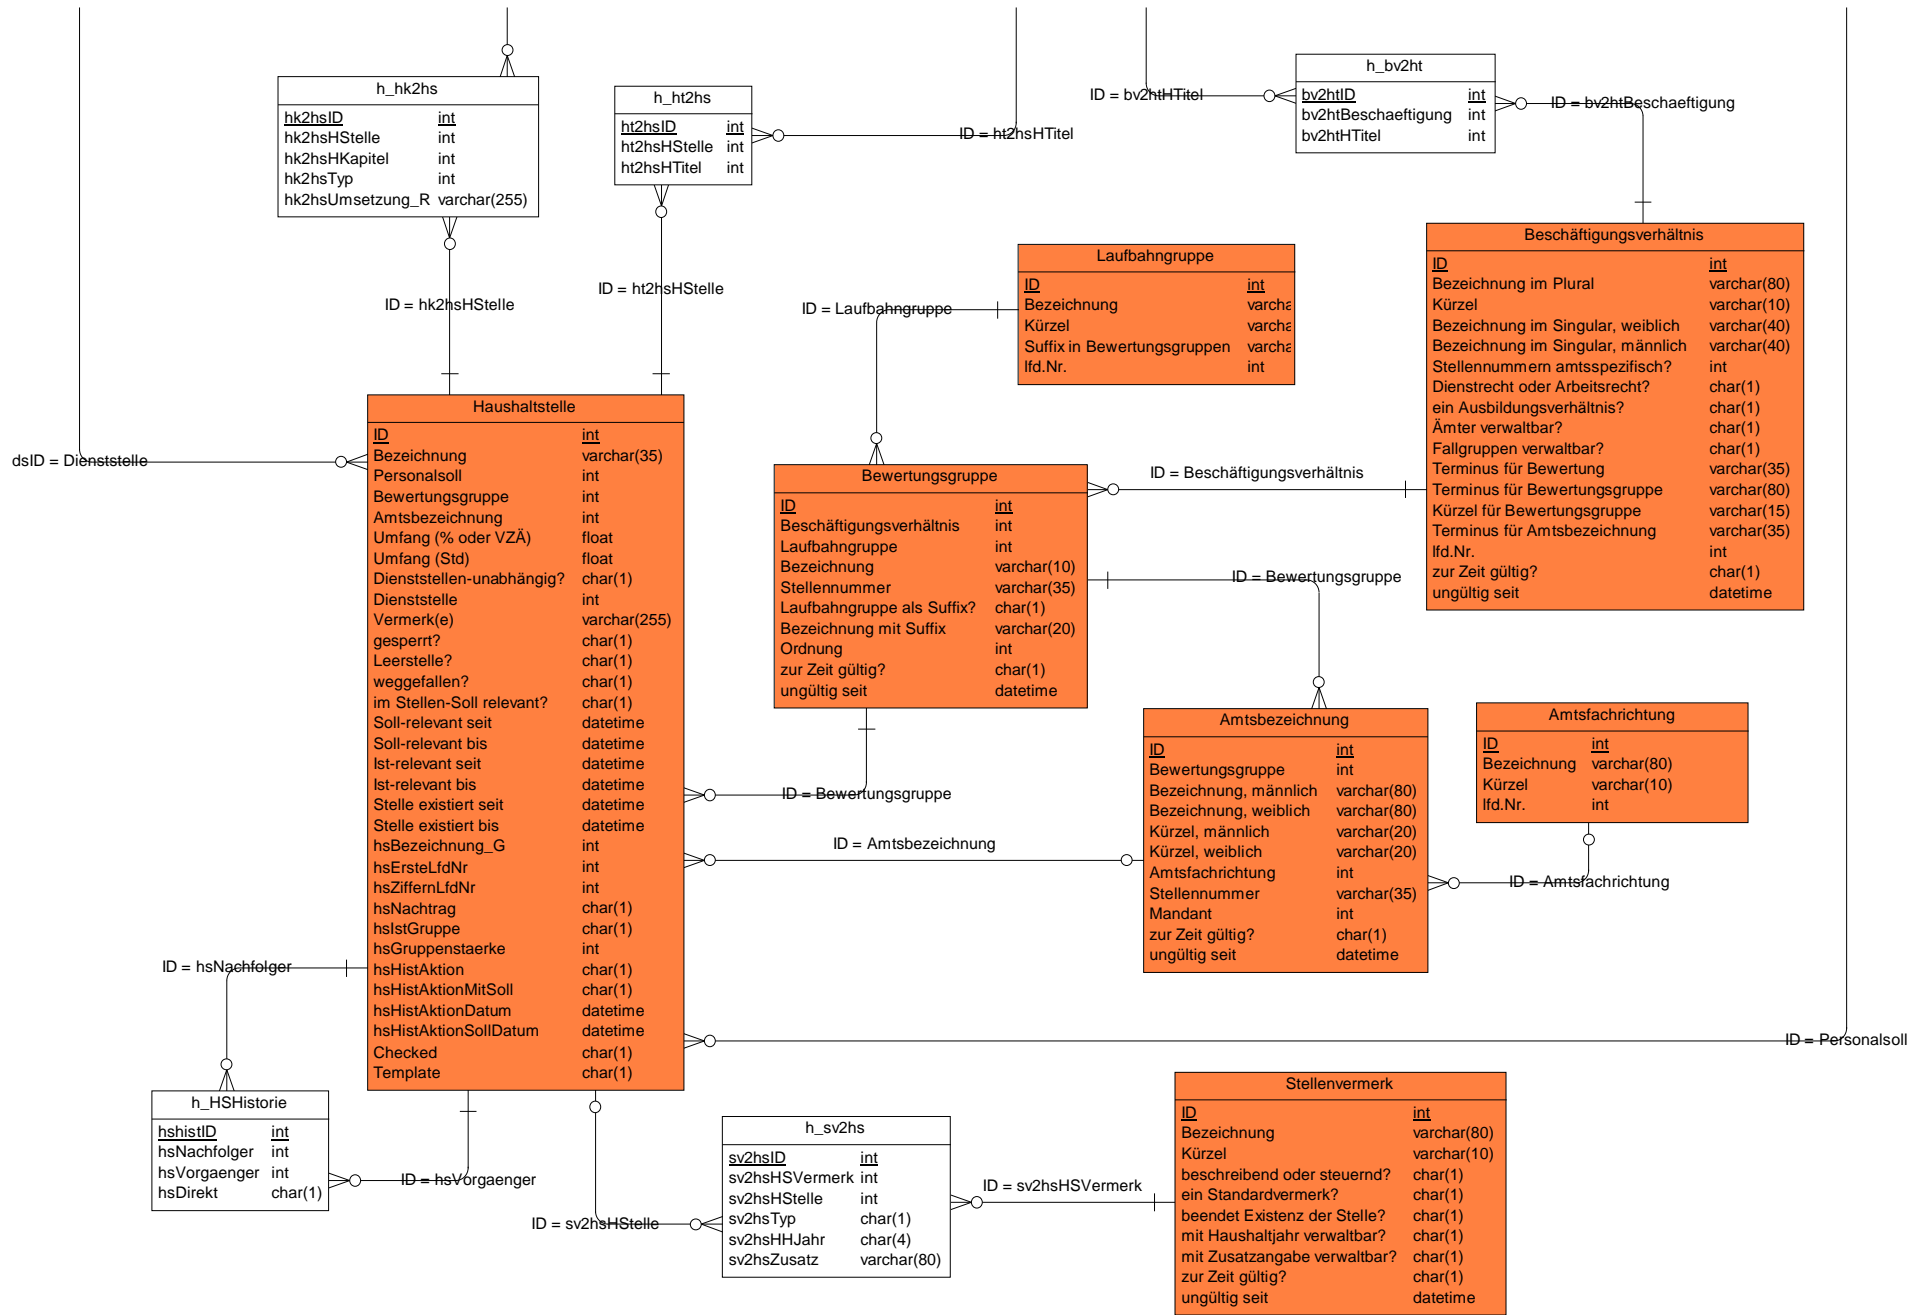 h_hk2hs
hk2hsID int
hk2hsHStelle int
hk2hsHKapitel int
hk2hsTyp int
hk2hsUmsetzung_R varchar(255)
h_ht2hs
ht2hsID int
ht2hsHStelle int
ht2hsHTitel int
ID = ht2hsHTitel
ID = bv2htHTitel
h_bv2ht
bv2htID int
bv2htBeschaeftigung int
bv2htHTitel int
ID = bv2htBeschaeftigung
ID = hk2hsHStelle
ID = ht2hsHStelle
ID = Laufbahngruppe
Laufbahngruppe
ID int
Bezeichnung varcha
Kürzel varcha
Suffix in Bewertungsgruppen varcha
lfd.Nr. int
Beschäftigungsverhältnis
ID int
Bezeichnung im Plural varchar(80)
Kürzel varchar(10)
Bezeichnung im Singular, weiblich varchar(40)
Bezeichnung im Singular, männlich varchar(40)
Stellennummern amtsspezifisch? int
Dienstrecht oder Arbeitsrecht? char(1)
ein Ausbildungsverhältnis? char(1)
Ämter verwaltbar? char(1)
Fallgruppen verwaltbar? char(1)
Terminus für Bewertung varchar(35)
Terminus für Bewertungsgruppe varchar(80)
Kürzel für Bewertungsgruppe varchar(15)
Terminus für Amtsbezeichnung varchar(35)
lfd.Nr. int
zur Zeit gültig? char(1)
ungültig seit datetime
dsID = Dienststelle
Haushaltstelle
ID int
Bezeichnung varchar(35)
Personalsoll int
Bewertungsgruppe int
Amtsbezeichnung int
Umfang (% oder VZÄ) float
Umfang (Std) float
Dienststellen-unabhängig? char(1)
Dienststelle int
Vermerk(e) varchar(255)
gesperrt? char(1)
Leerstelle? char(1)
weggefallen? char(1)
im Stellen-Soll relevant? char(1)
Soll-relevant seit datetime
Soll-relevant bis datetime
Ist-relevant seit datetime
Ist-relevant bis datetime
Stelle existiert seit datetime
Stelle existiert bis datetime
hsBezeichnung_G int
hsErsteLfdNr int
hsZiffernLfdNr int
hsNachtrag char(1)
hsIstGruppe char(1)
hsGruppenstaerke int
hsHistAktion char(1)
hsHistAktionMitSoll char(1)
hsHistAktionDatum datetime
hsHistAktionSollDatum datetime
Checked char(1)
Template char(1)
Bewertungsgruppe
ID int
Beschäftigungsverhältnis int
Laufbahngruppe int
Bezeichnung varchar(10)
Stellennummer varchar(35)
Laufbahngruppe als Suffix? char(1)
Bezeichnung mit Suffix varchar(20)
Ordnung int
zur Zeit gültig? char(1)
ungültig seit datetime
ID = Beschäftigungsverhältnis
ID = Bewertungsgruppe
ID = Bewertungsgruppe
ID = Amtsbezeichnung
Amtsbezeichnung
ID int
Bewertungsgruppe int
Bezeichnung, männlich varchar(80)
Bezeichnung, weiblich varchar(80)
Kürzel, männlich varchar(20)
Kürzel, weiblich varchar(20)
Amtsfachrichtung int
Stellennummer varchar(35)
Mandant int
zur Zeit gültig? char(1)
ungültig seit datetime
Amtsfachrichtung
ID int
Bezeichnung varchar(80)
Kürzel varchar(10)
lfd.Nr. int
ID = Amtsfachrichtung
ID = hsNachfolger
ID = Personalsoll
h_HSHistorie
hshistID int
hsNachfolger int
hsVorgaenger int
hsDirekt char(1)
ID = hsVorgaenger
ID = sv2hsHStelle
h_sv2hs
sv2hsID int
sv2hsHSVermerk int
sv2hsHStelle int
sv2hsTyp char(1)
sv2hsHHJahr char(4)
sv2hsZusatz varchar(80)
ID = sv2hsHSVermerk
Stellenvermerk
ID int
Bezeichnung varchar(80)
Kürzel varchar(10)
beschreibend oder steuernd? char(1)
ein Standardvermerk? char(1)
beendet Existenz der Stelle? char(1)
mit Haushaltjahr verwaltbar? char(1)
mit Zusatzangabe verwaltbar? char(1)
zur Zeit gültig? char(1)
ungültig seit datetime